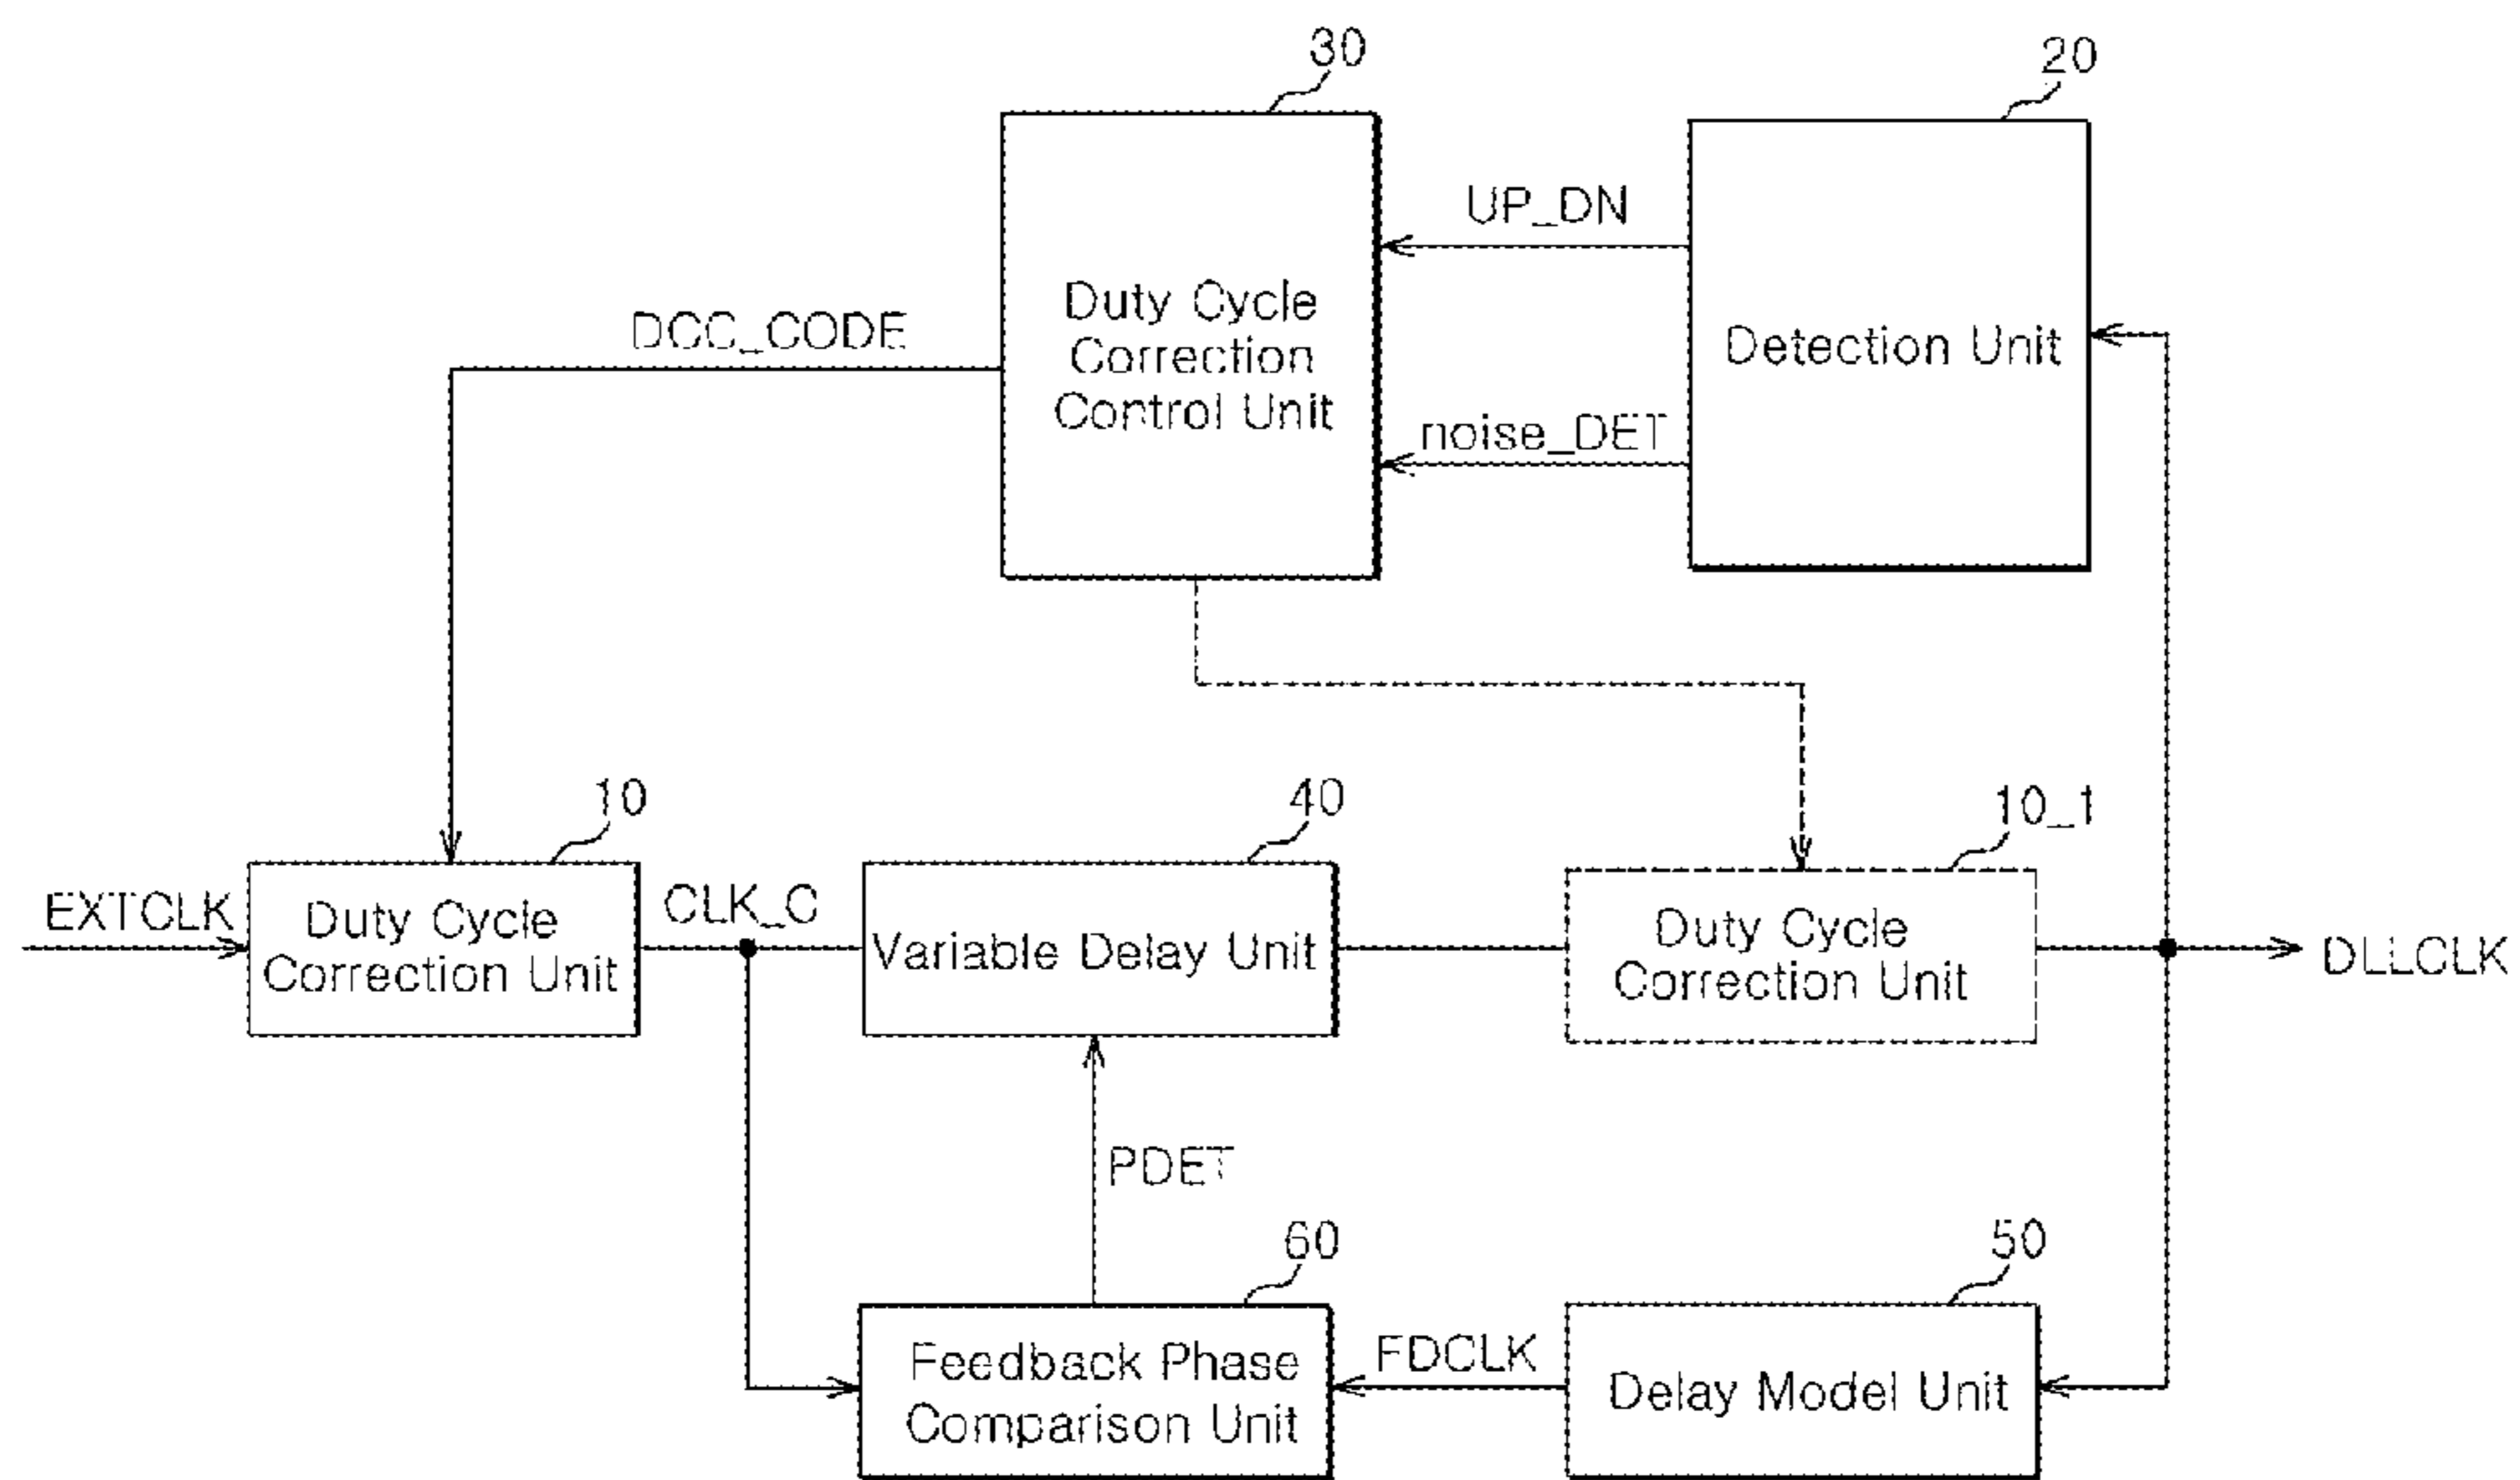 30
20
UP_DN
Duty Cycle
Correction
Control Unit
DCC_CODE
Detection Unit
noise_DET
10
40
10_1
EXTCLK
Duty Cycle
Correction Unit
CLK_C
Variable Delay Unit
Duty Cycle
Correction Unit
DLLCLK
PDET
60
50
Feedback Phase
Comparison Unit
FDCLK
Delay Model Unit